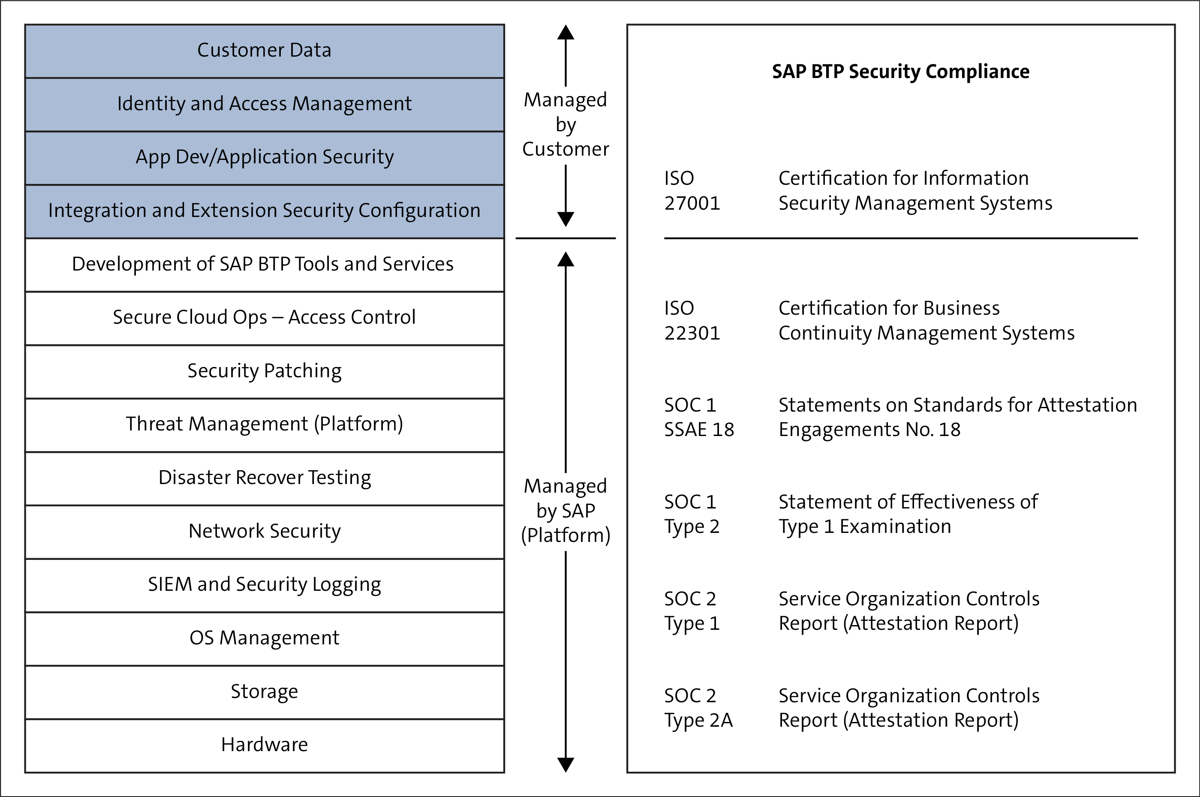 Customer Data
Identity and Access Management
App Dev/Application Security
Integration and Extension Security Configuration
Development of SAP BTP Tools and Services
Secure Cloud Ops – Access Control
Security Patching
Threat Management (Platform)
Disaster Recover Testing
Network Security
SIEM and Security Logging
OS Management
Storage
Hardware
Managed
by
Customer
Managed
by SAP
(Platform)
SAP BTP Security Compliance
ISO Certification for Information
27001 Security Management Systems
ISO Certification for Business
22301 Continuity Management Systems
SOC 1 Statements on Standards for Attestation
SSAE 18 Engagements No. 18
SOC 1 Statement of Effectiveness of
Type 2 Type 1 Examination
SOC 2 Service Organization Controls
Type 1 Report (Attestation Report)
SOC 2 Service Organization Controls
Type 2A Report (Attestation Report)